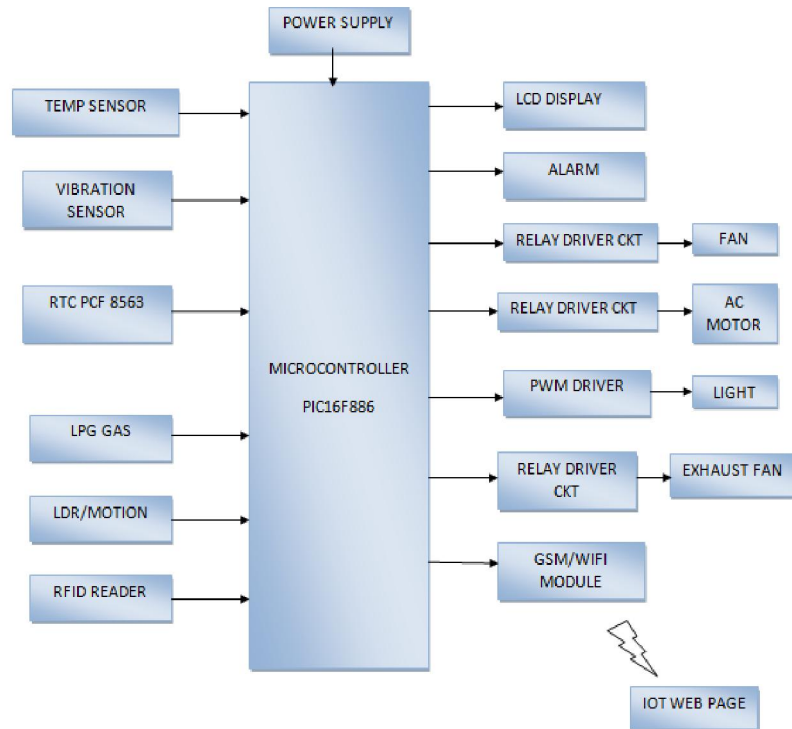 POWER SUPPLY
TEMP SENSOR
VIBRATION
SENSOR
RTC PCF 8563
LPG GAS
LDR/MOTION
RFID READER
MICROCONTROLLER
PIC16F886
LCD DISPLAY
ALARM
RELAY DRIVER CKT
FAN
RELAY DRIVER CKT
AC
MOTOR
PWM DRIVER
LIGHT
RELAY DRIVER
CKT
EXHAUST FAN
GSM/WIFI
MODULE
IOT WEB PAGE